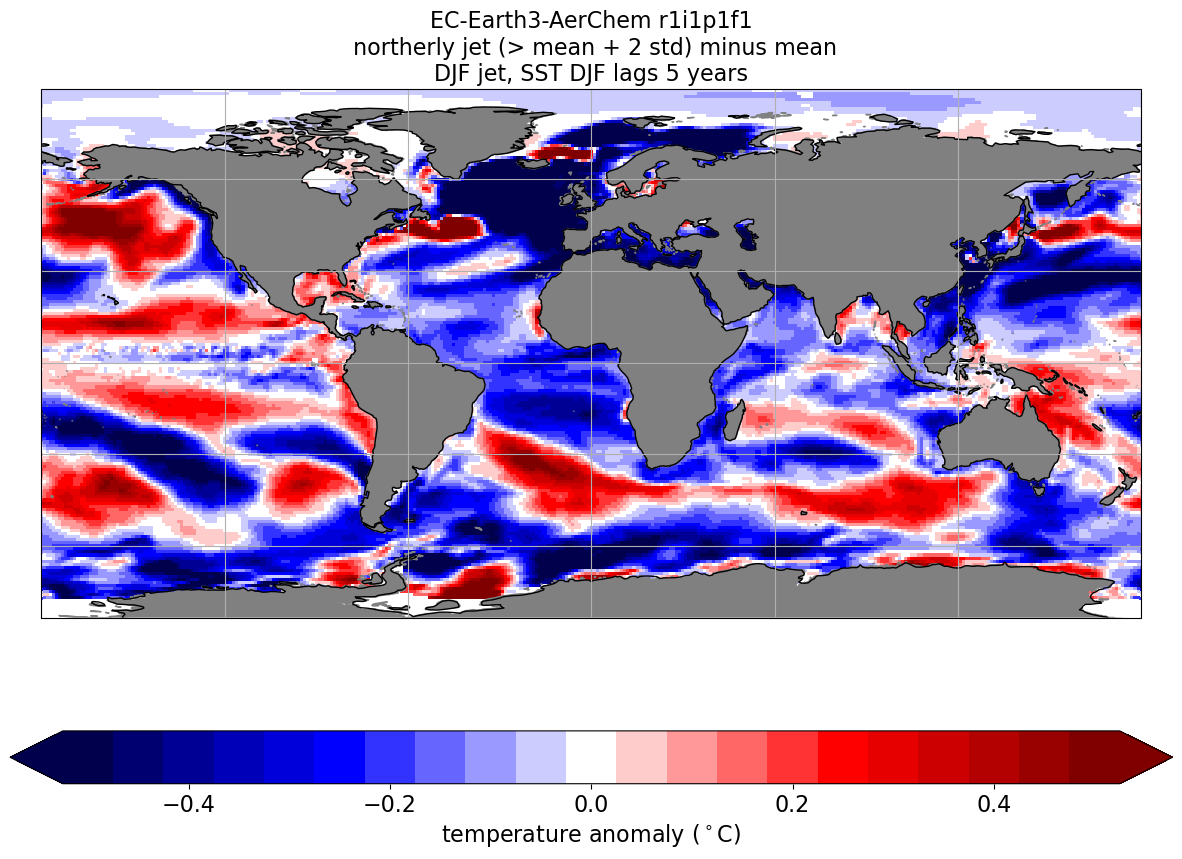 EC-Earth3-AerChem r1i1p1f1
northerly jet (> mean + 2 std) minus mean
DJF jet, SST DJF lags 5 years
−0.4 −0.2 0.0 0.2 0.4
temperature anomaly (°C)